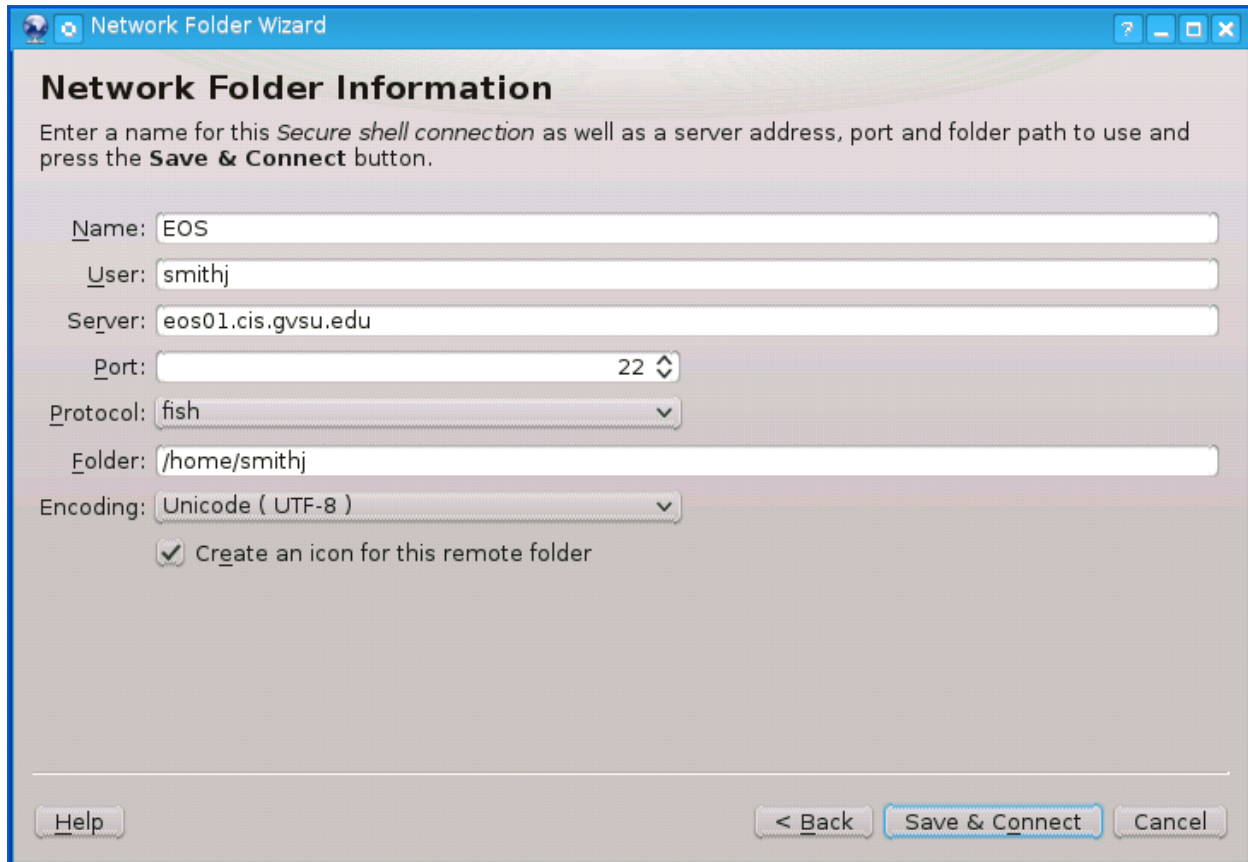 Network Folder Wizard
Network Folder Information
Enter a name for this Secure shell connection as well as a server address, port and folder path to use and
press the Save & Connect button.
Name: EOS
User: smithj
Server: eos01.cis.gvsu.edu
Port: 22
Protocol: fish
Folder: /home/smithj
Encoding: Unicode ( UTF-8 )
Create an icon for this remote folder
Help < Back Save & Connect Cancel